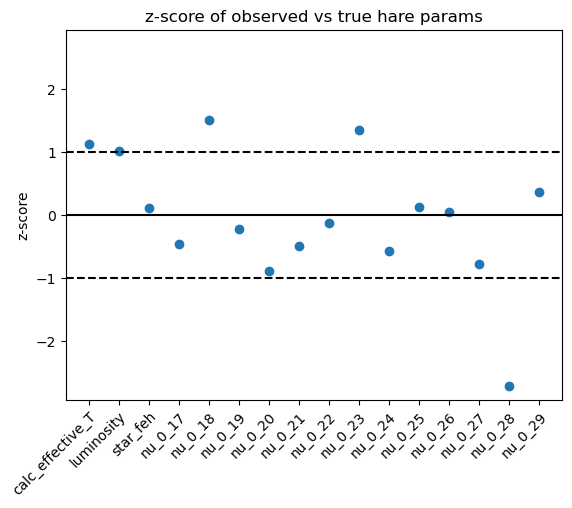 z-score of observed vs true hare params
z-score
2
1
0
−1
−2
calc_effective_T
luminosity
star_feh
nu_0_17
nu_0_18
nu_0_19
nu_0_20
nu_0_21
nu_0_22
nu_0_23
nu_0_24
nu_0_25
nu_0_26
nu_0_27
nu_0_28
nu_0_29